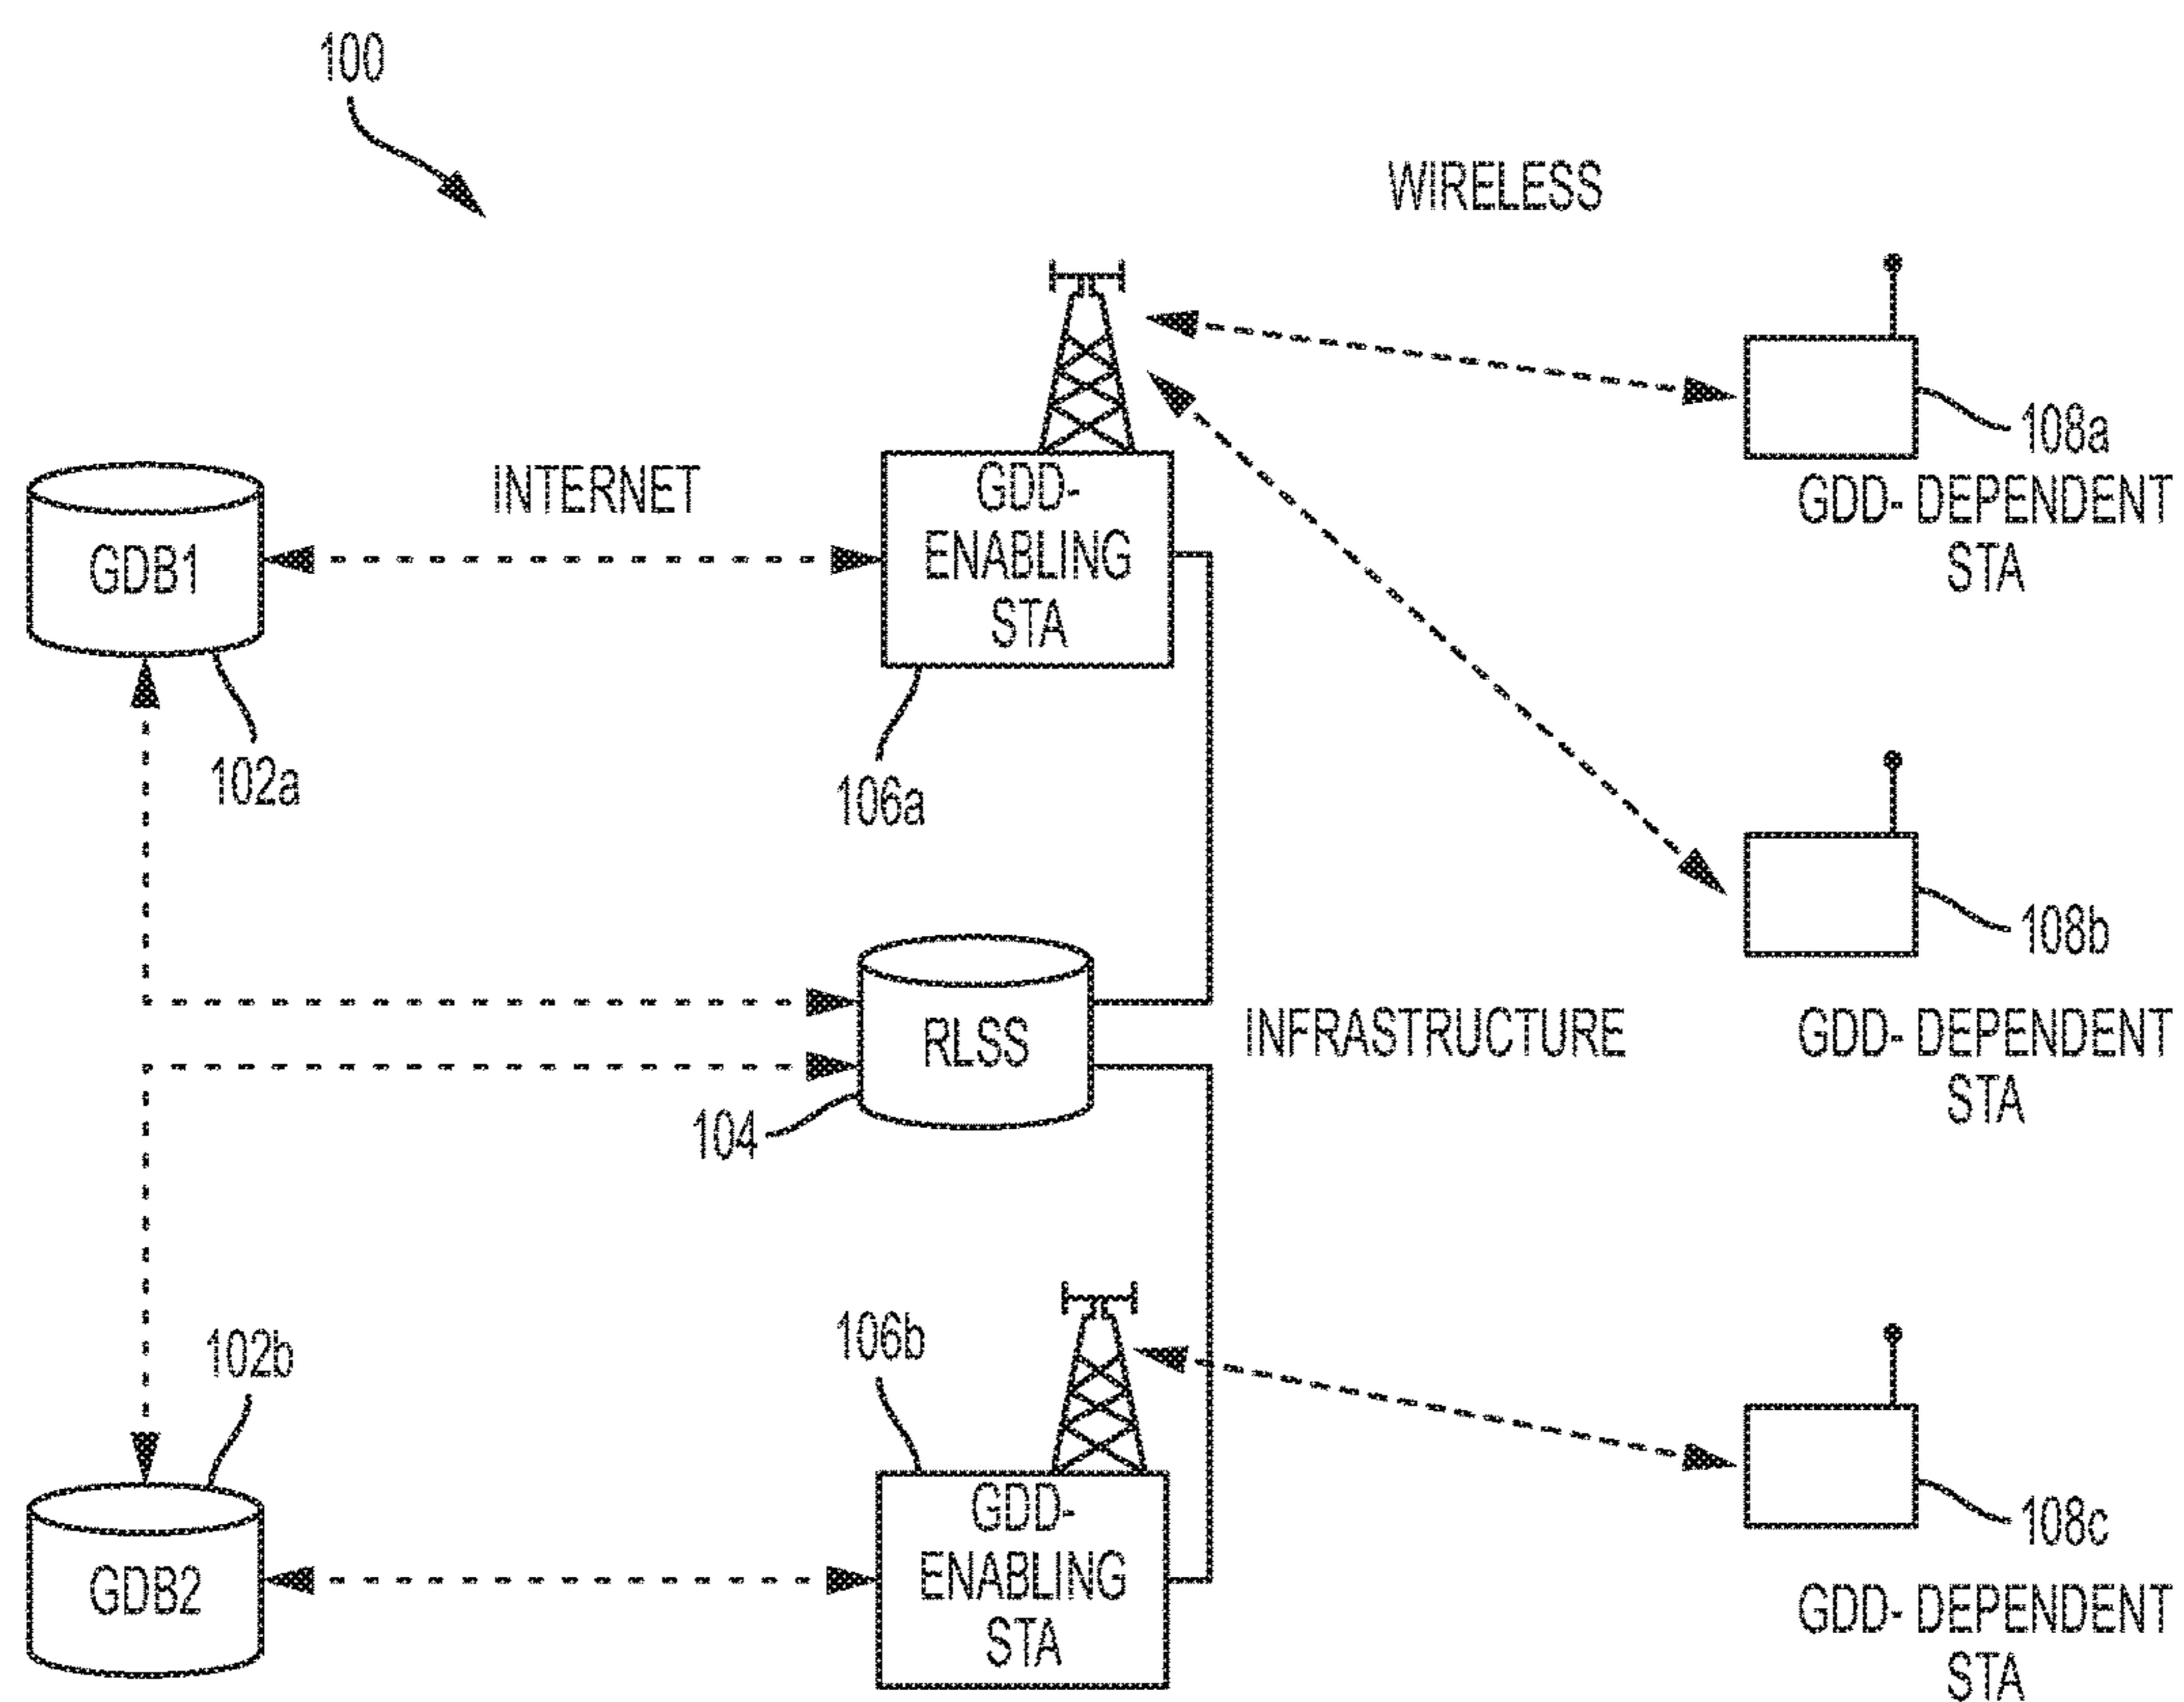 100
WIRELESS
108a
GDD- DEPENDENT
STA
INTERNET
GDD-
ENABLING
STA
GDB1
102a
106a
108b
GDD- DEPENDENT
STA
RLSS
INFRASTRUCTURE
104
102b
106b
GDD-
ENABLING
STA
GDB2
108c
GDD- DEPENDENT
STA